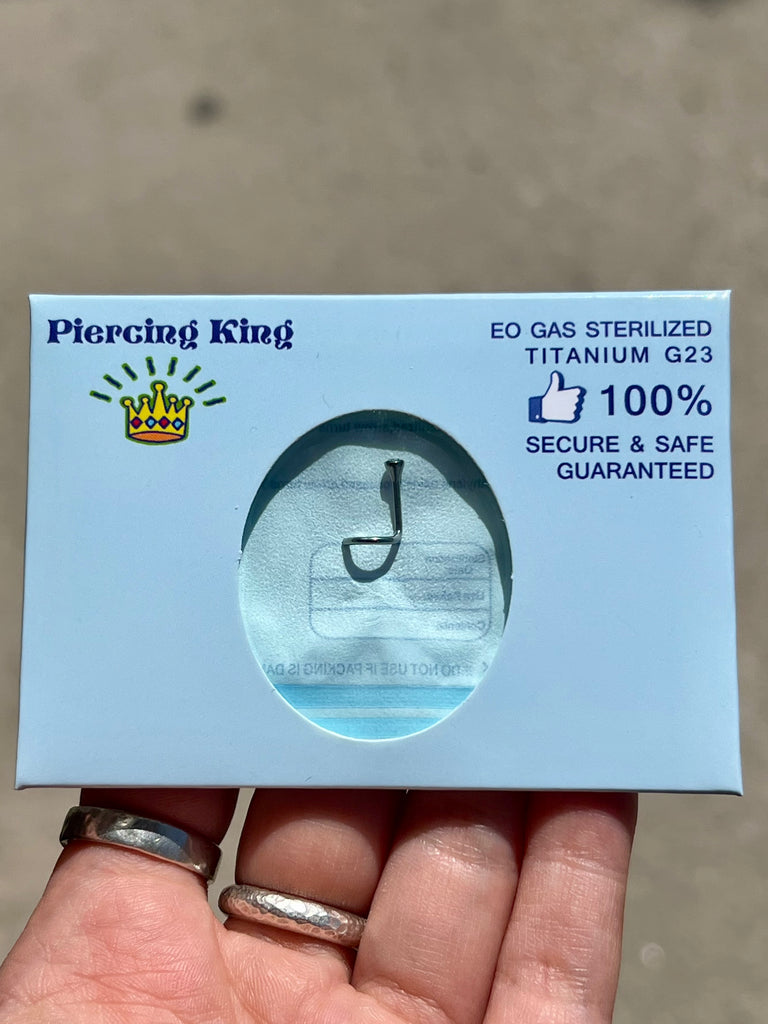 Piercing King
EO GAS STERILIZED
TITANIUM G23
100%
SECURE & SAFE
GUARANTEED
DO NOT USE IF PACKING IS